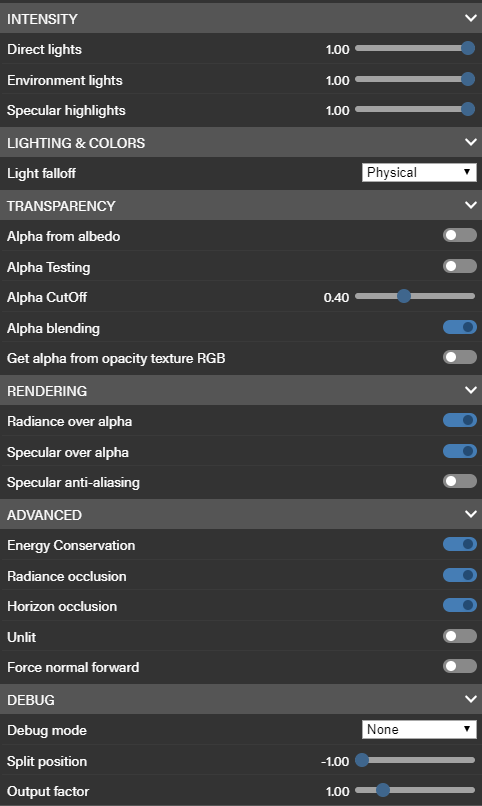 INTENSITY
Direct lights 1.00
Environment lights 1.00
Specular highlights 1.00
LIGHTING & COLORS
Light falloff Physical
TRANSPARENCY
Alpha from albedo
Alpha Testing
Alpha CutOff 0.40
Alpha blending
Get alpha from opacity texture RGB
RENDERING
Radiance over alpha
Specular over alpha
Specular anti-aliasing
ADVANCED
Energy Conservation
Radiance occlusion
Horizon occlusion
Unlit
Force normal forward
DEBUG
Debug mode None
Split position -1.00
Output factor 1.00